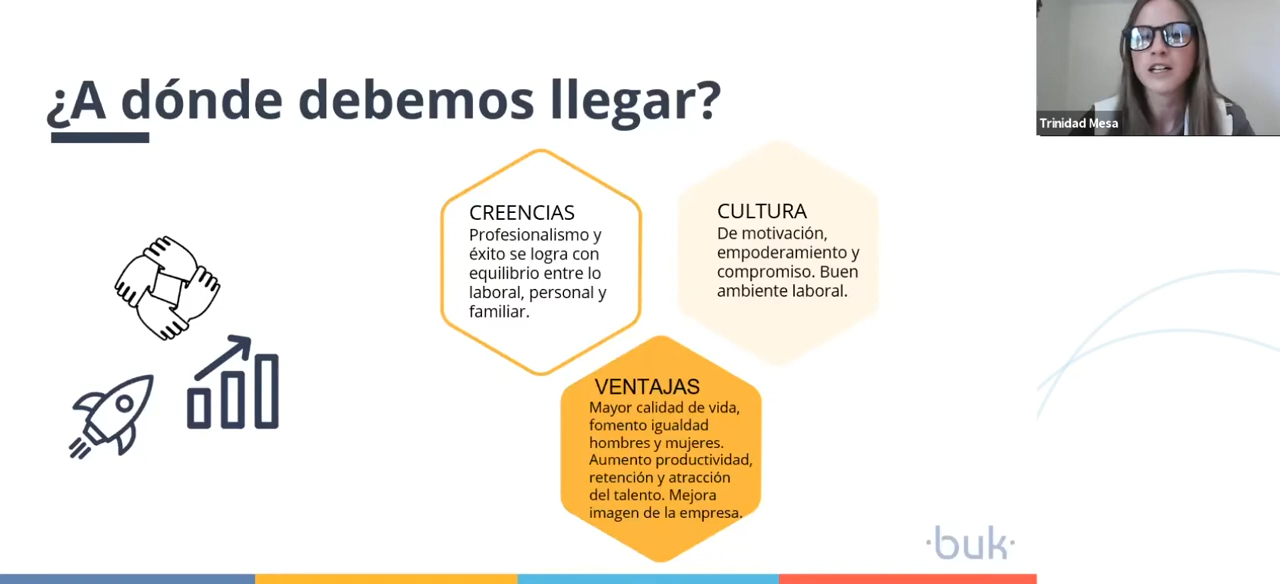 ¿A dónde debemos llegar?
Trinidad Mesa
CREENCIAS
Profesionalismo y
éxito se logra con
equilibrio entre lo
laboral, personal y
familiar.
CULTURA
De motivación,
empoderamiento y
compromiso. Buen
ambiente laboral.
VENTAJAS
Mayor calidad de vida,
fomento igualdad
hombres y mujeres.
Aumento productividad,
retención y atracción
del talento. Mejora
imagen de la empresa.
·buk·